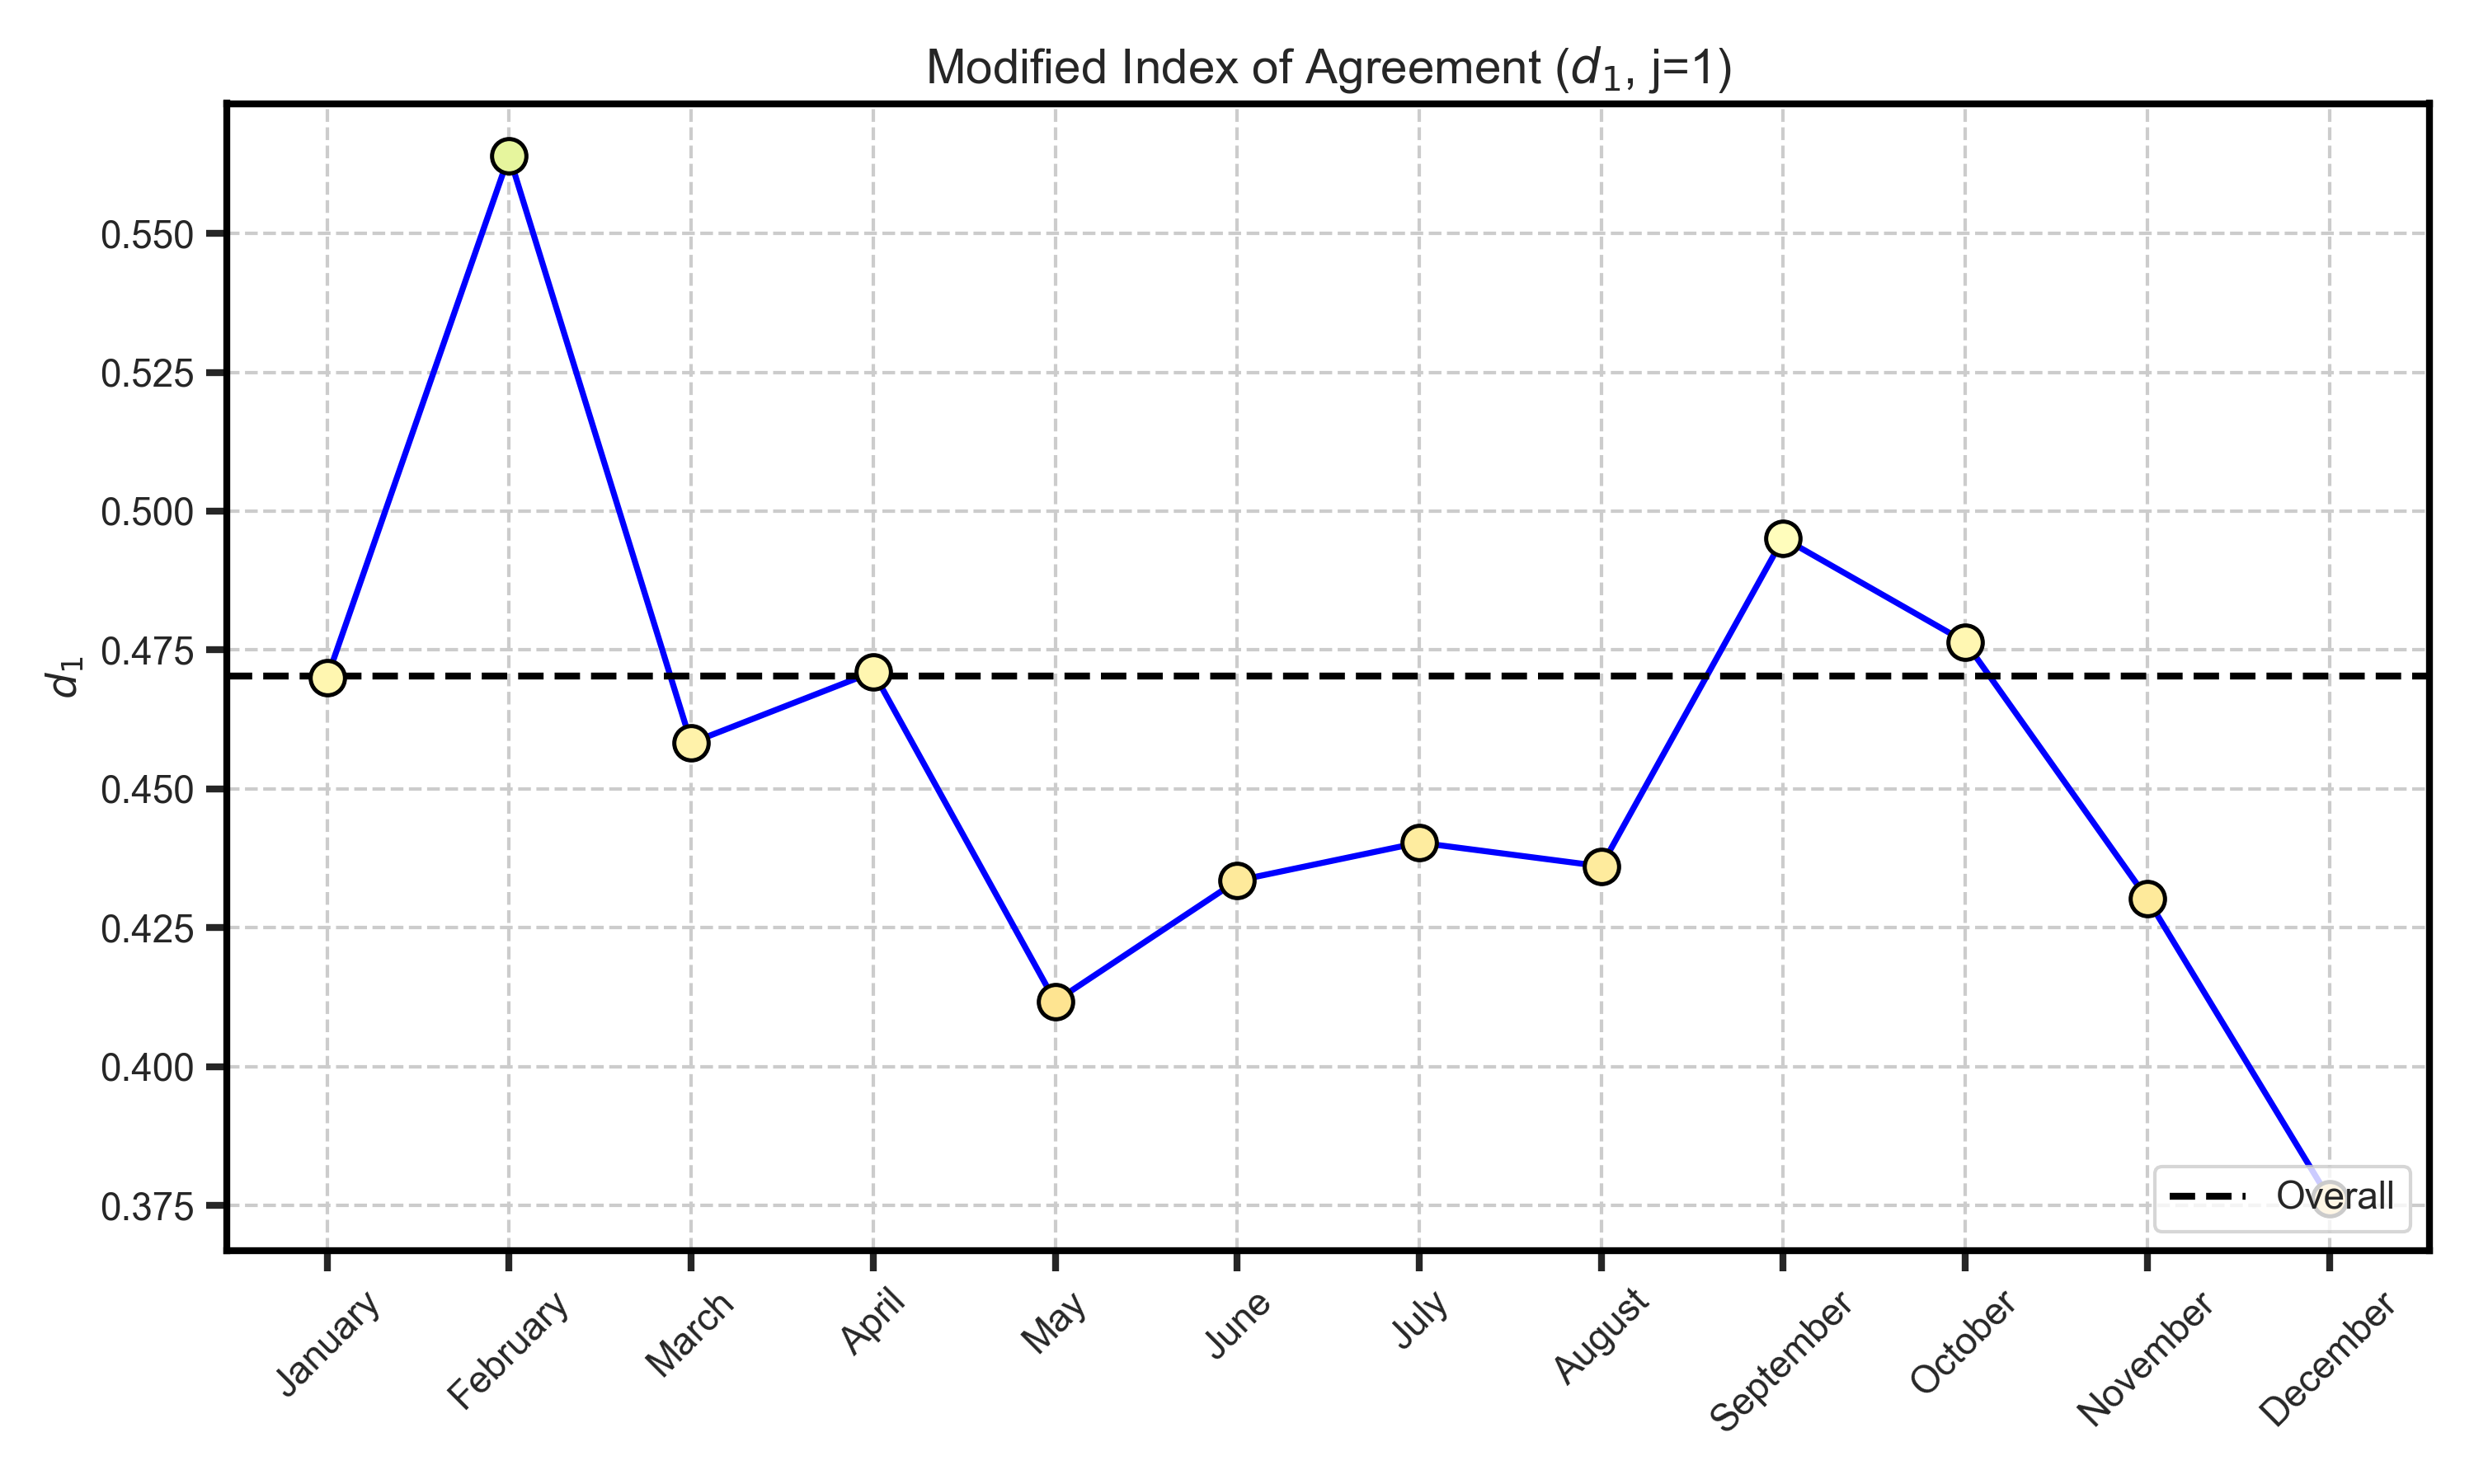 Modified Index of Agreement (d₁, j=1)
0.550
0.525
0.500
0.475
0.450
0.425
0.400
0.375
d₁
Overall
January
February
March
April
May
June
July
August
September
October
November
December